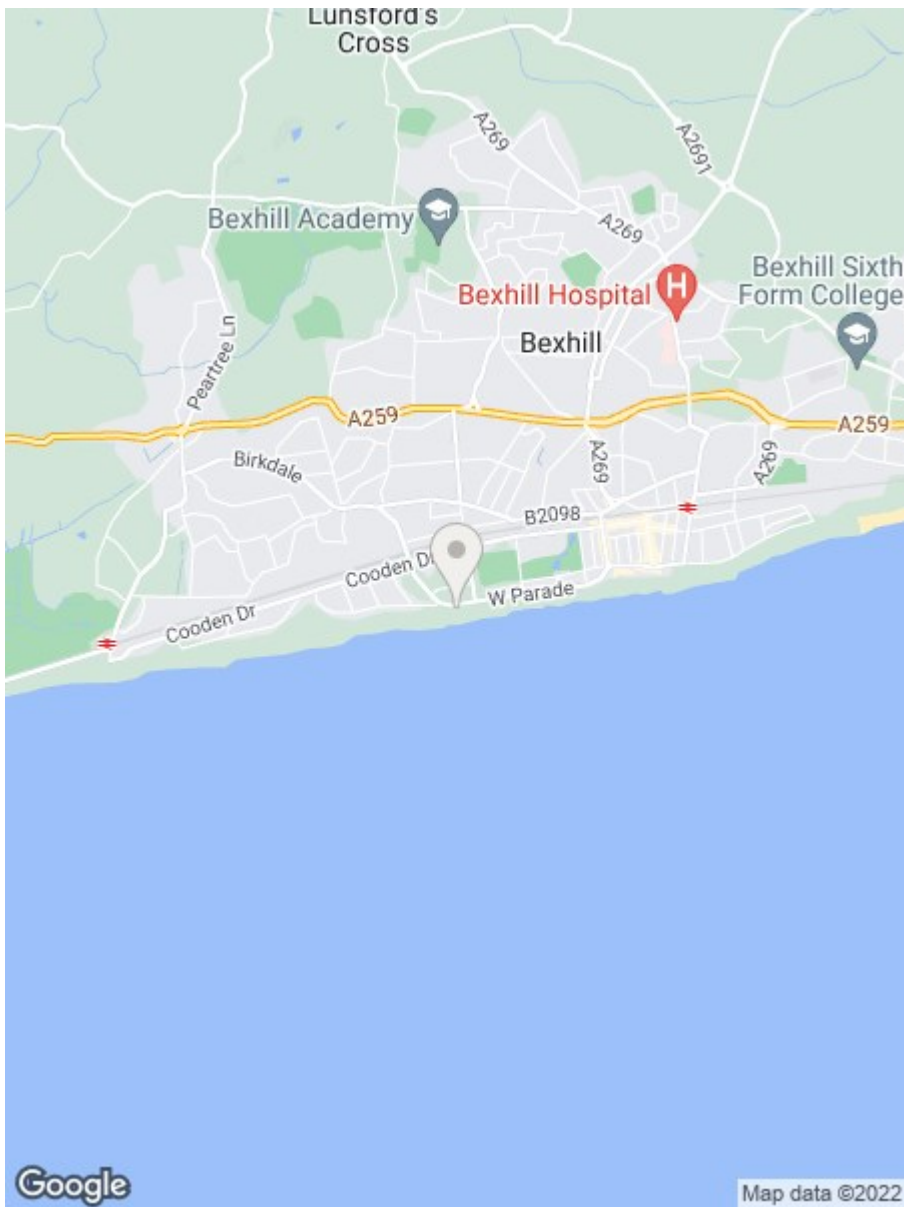 Lunsford's
Cross
A269
A2691
Bexhill Academy
A269
Bexhill Sixth
Form College
Bexhill Hospital
H
Bexhill
Peartree Ln
A259
A259
Birkdale
A269
A269
B2098
Cooden Dr
W Parade
Cooden Dr
Google
Map data ©2022